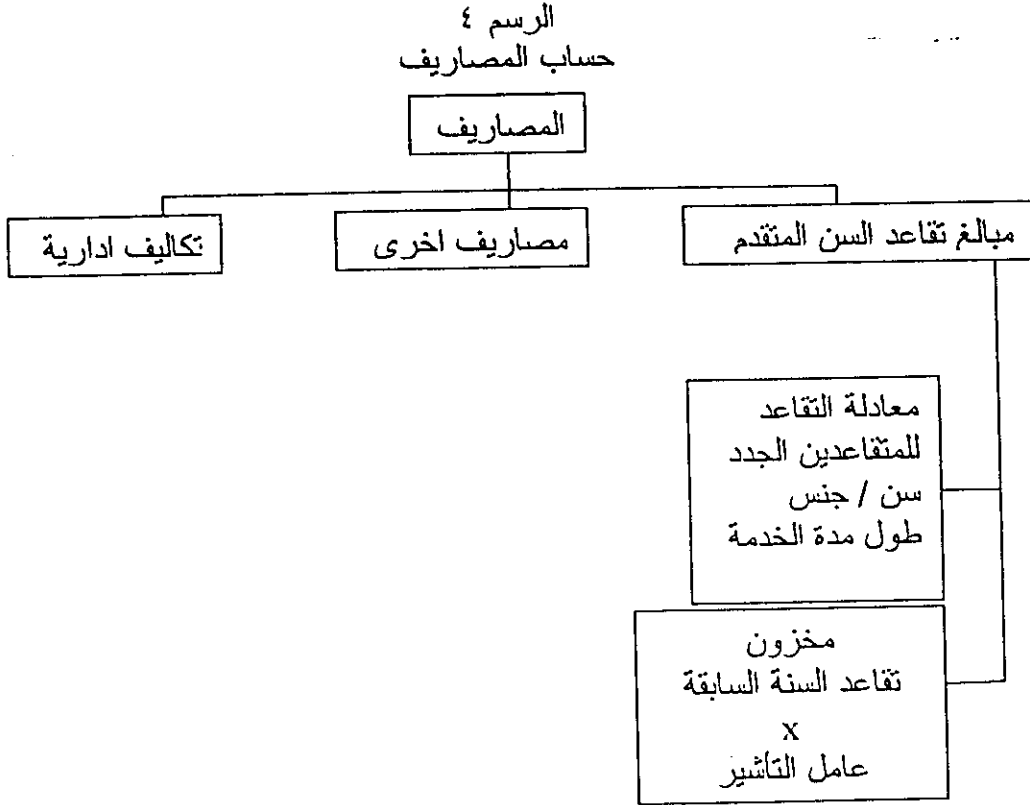 الرسم ٤
حساب المصاريف
المصاريف
مبالغ تقاعد السن المتقدم
مصاريف اخرى
تكاليف ادارية
معادلة التقاعد
للمتقاعدين الجدد
سن / جنس
طول مدة الخدمة
مخزون
تقاعد السنة السابقة
x
عامل التأشير